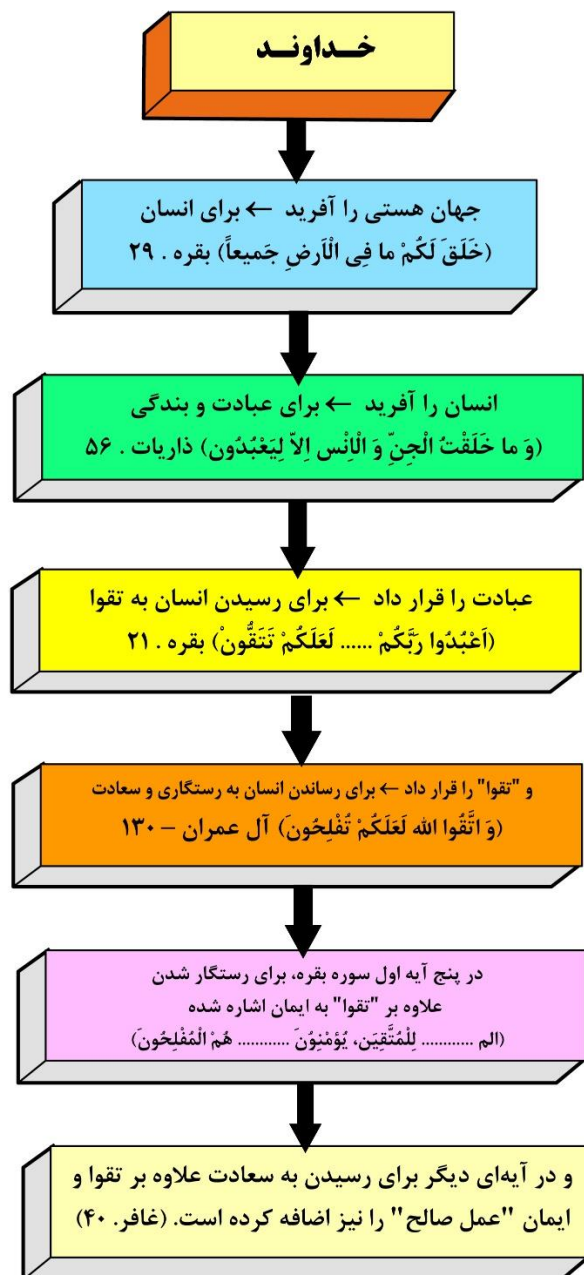 خـــداونـــد
جهان هستی را آفرید ← برای انسان
(خَلَقَ لَکُمْ ما فِی الْاَرضِ جَمیعاً) بقره . ۲۹
انسان را آفرید ← برای عبادت و بندگی
(وَ ما خَلَقْتُ الْجِنِّ وَ الْاِنْس اِلاّ لِیَعْبُدُون) ذاریات . ۵۶
عبادت را قرار داد ← برای رسیدن انسان به تقوا
(اَعْبُدُوا رَبَّکُمْ ...... لَعَلَکُمْ تَتَقُّونْ) بقره . ۲۱
و "تقوا" را قرار داد ← برای رساندن انسان به رستگاری و سعادت
(وَ اتَّقُوا الله لَعَلَکُمْ تُفْلِحُونَ) آل عمران – ۱۳۰
در پنج آیه اول سوره بقره، برای رستگار شدن
علاوه بر "تقوا" به ایمان اشاره شده
(الم ............ لِلْمُتَّقِیَن، یُؤمْنِوُنَ ............ هُمْ الْمُفْلِحُونَ)
و در آیه‌ای دیگر برای رسیدن به سعادت علاوه بر تقوا و
ایمان "عمل صالح" را نیز اضافه کرده است. (غافر. ۴۰)